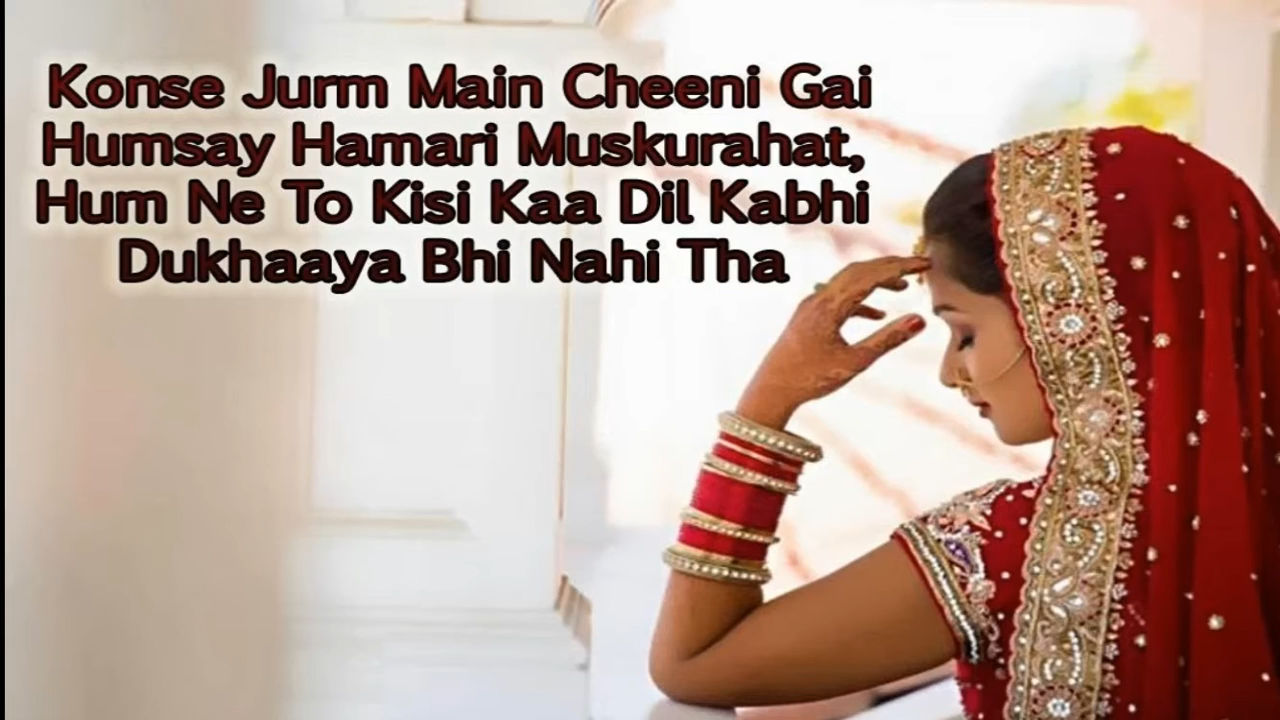 Konse Jurm Main Cheeni Gai
Humsay Hamari Muskurahat,
Hum Ne To Kisi Kaa Dil Kabhi
Dukhaaya Bhi Nahi Tha